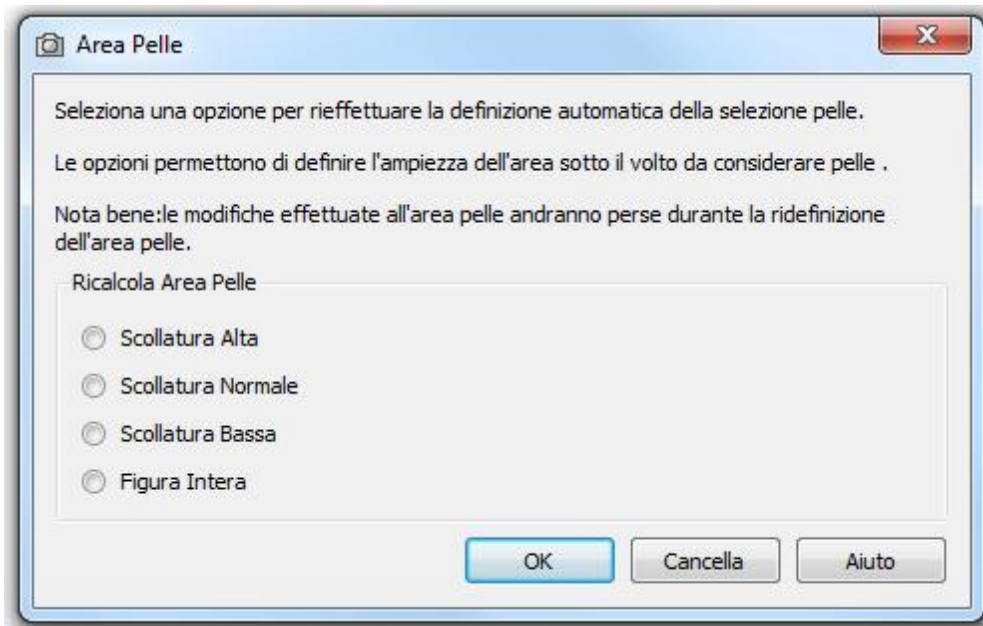 Area Pelle
Seleziona una opzione per rieffettuare la definizione automatica della selezione pelle.
Le opzioni permettono di definire l'ampiezza dell'area sotto il volto da considerare pelle .
Nota bene:le modifiche effettuate all'area pelle andranno perse durante la ridefinizione
dell'area pelle.
Ricalcola Area Pelle
Scollatura Alta
Scollatura Normale
Scollatura Bassa
Figura Intera
OK Cancella Aiuto